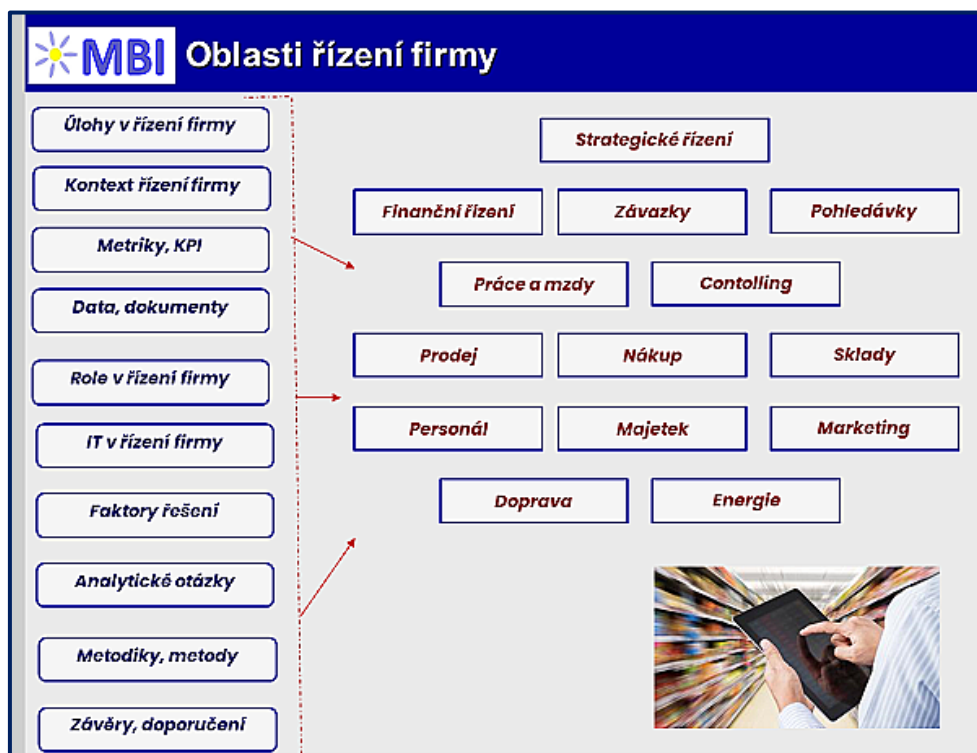 MBI Oblasti řízení firmy
Úlohy v řízení firmy
Kontext řízení firmy
Metriky, KPI
Data, dokumenty
Role v řízení firmy
IT v řízení firmy
Faktory řešení
Analytické otázky
Metodiky, metody
Závěry, doporučení
Strategické řízení
Finanční řízení
Závazky
Pohledávky
Práce a mzdy
Contolling
Prodej
Nákup
Sklady
Personál
Majetek
Marketing
Doprava
Energie